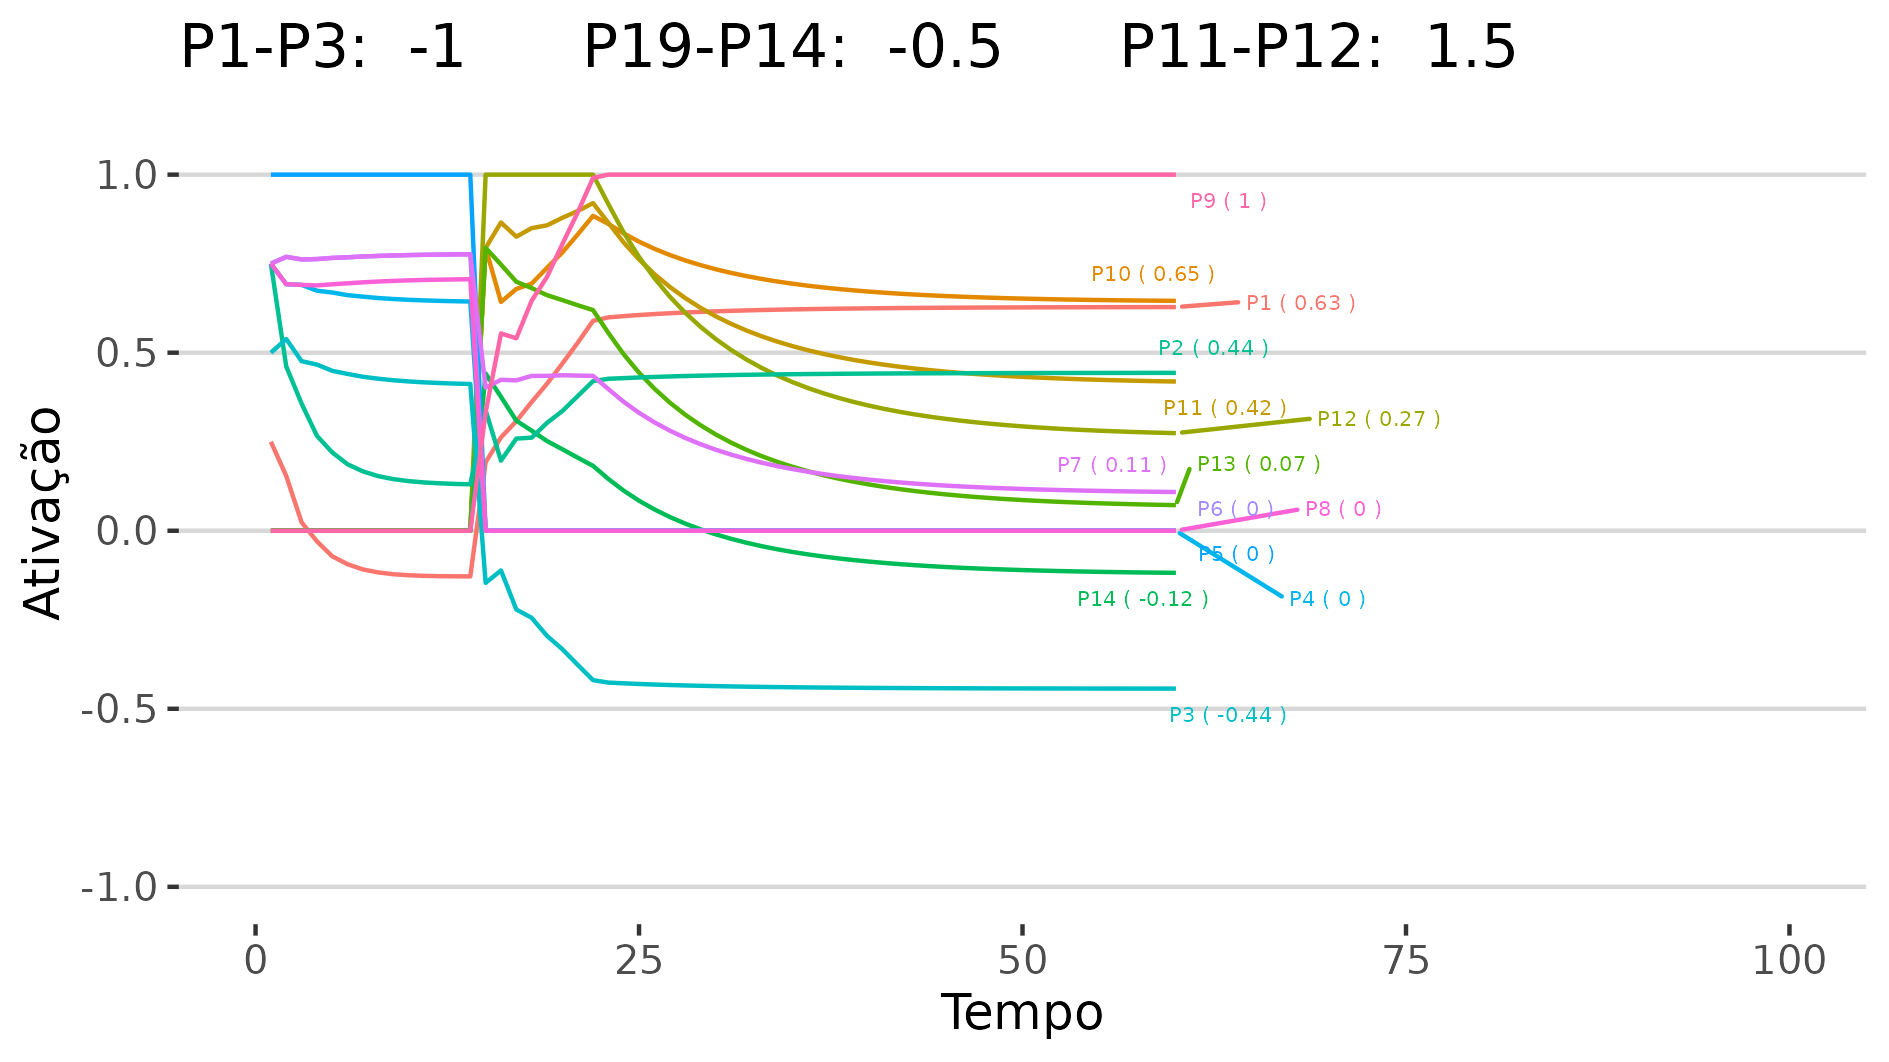 P1-P3:  -1    P19-P14:  -0.5    P11-P12:  1.5
1.0
P9 ( 1 )
P10 ( 0.65 )
P1 ( 0.63 )
0.5
P2 ( 0.44 )
P11 ( 0.42 )
P12 ( 0.27 )
P7 ( 0.11 )
P13 ( 0.07 )
P6 ( 0 )
P8 ( 0 )
0.0
P5 ( 0 )
P14 ( -0.12 )
P4 ( 0 )
-0.5
P3 ( -0.44 )
-1.0
Ativação
0 25 50 75 100
Tempo